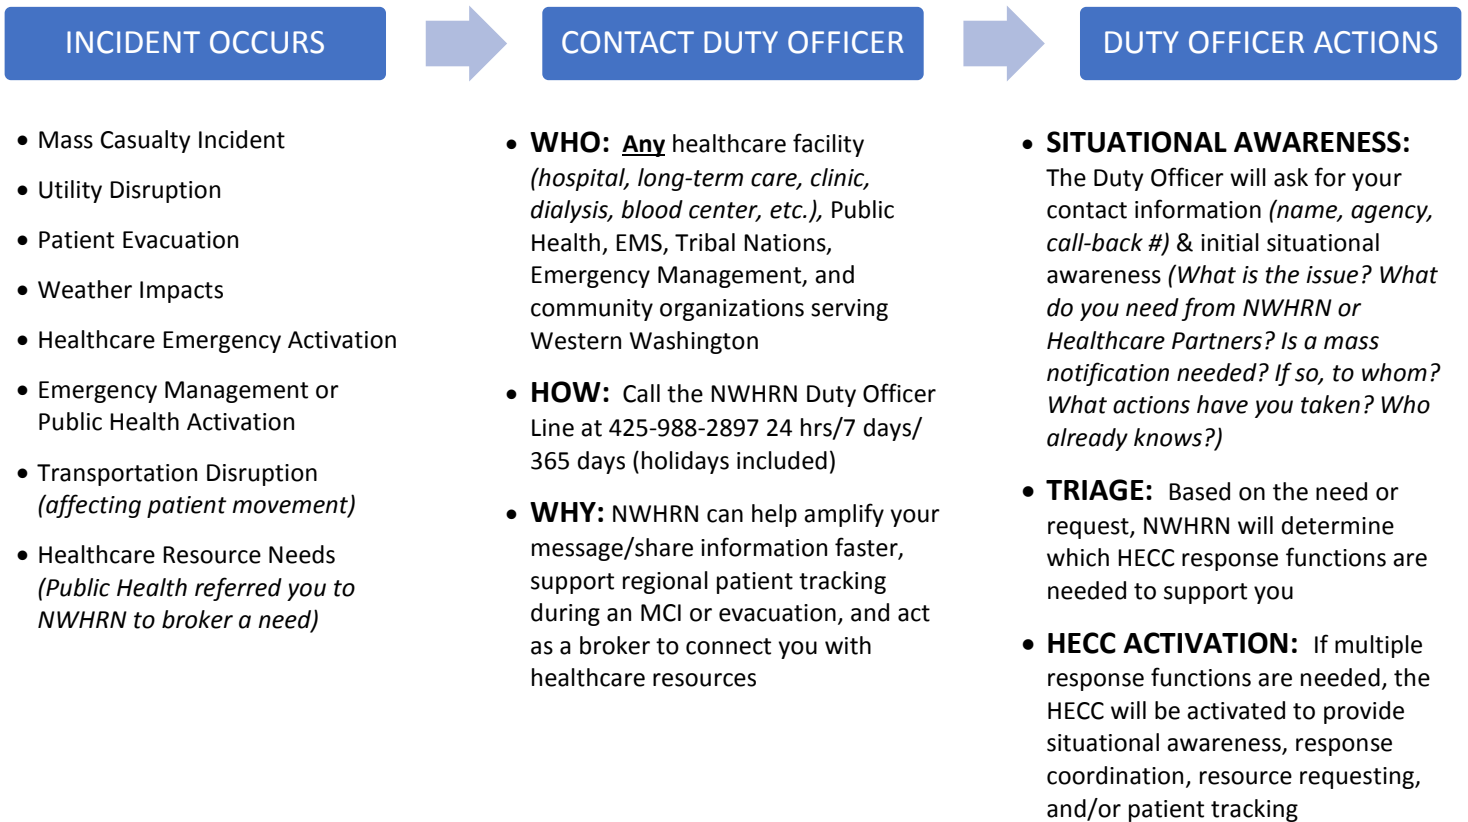 INCIDENT OCCURS
• Mass Casualty Incident
• Utility Disruption
• Patient Evacuation
• Weather Impacts
• Healthcare Emergency Activation
• Emergency Management or
Public Health Activation
• Transportation Disruption
(affecting patient movement)
• Healthcare Resource Needs
(Public Health referred you to
NWHRN to broker a need)
CONTACT DUTY OFFICER
• WHO: Any healthcare facility
(hospital, long-term care, clinic,
dialysis, blood center, etc.), Public
Health, EMS, Tribal Nations,
Emergency Management, and
community organizations serving
Western Washington
• HOW: Call the NWHRN Duty Officer
Line at 425-988-2897 24 hrs/7 days/
365 days (holidays included)
• WHY: NWHRN can help amplify your
message/share information faster,
support regional patient tracking
during an MCI or evacuation, and act
as a broker to connect you with
healthcare resources
DUTY OFFICER ACTIONS
• SITUATIONAL AWARENESS:
The Duty Officer will ask for your
contact information (name, agency,
call-back #) & initial situational
awareness (What is the issue? What
do you need from NWHRN or
Healthcare Partners? Is a mass
notification needed? If so, to whom?
What actions have you taken? Who
already knows?)
• TRIAGE: Based on the need or
request, NWHRN will determine
which HECC response functions are
needed to support you
• HECC ACTIVATION: If multiple
response functions are needed, the
HECC will be activated to provide
situational awareness, response
coordination, resource requesting,
and/or patient tracking